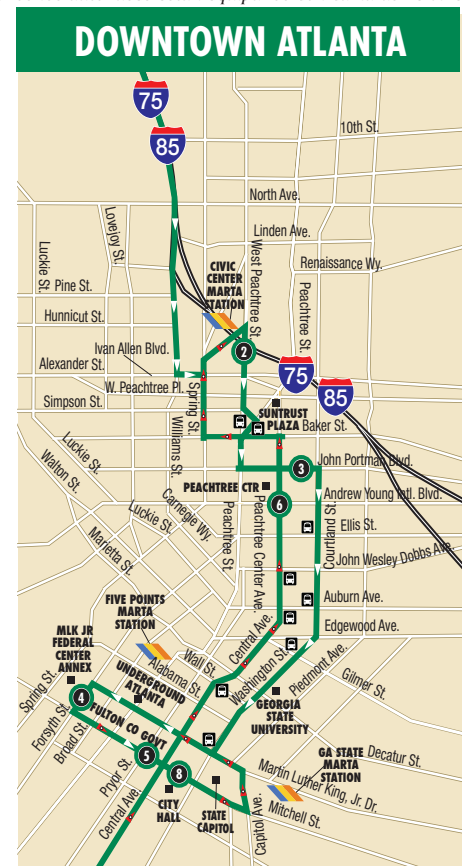 DOWNTOWN ATLANTA
75
85
10th St.
North Ave.
Lovejoy St.
Linden Ave.
Luckie St.
CIVIC
CENTER
MARTA
STATION
West Peachtree St.
Peachtree St.
Renaissance Wy.
Pine St.
Hunnicut St.
Ivan Allen Blvd.
2
Alexander St.
75
85
W. Peachtree Pl.
Spring St.
SUNTRUST
PLAZA
Simpson St.
Williams St.
Baker St.
Luckie St.
3
John Portman Blvd.
Walton St.
PEACHTREE CTR
Andrew Young Intl. Blvd.
Carnegie Wy.
6
Luckie St.
Peachtree St.
Peachtree Center Ave.
Courtland St.
Ellis St.
Marietta St.
John Wesley Dobbs Ave.
FIVE POINTS
MARTA
STATION
Auburn Ave.
MLK JR
FEDERAL
CENTER
ANNEX
Wall St.
Central Ave.
Edgewood Ave.
Alabama St.
Washington St.
Piedmont Ave.
Gilmer St.
UNDERGROUND
ATLANTA
Spring St.
4
FULTON CO GOVT
GEORGIA
STATE
UNIVERSITY
Forsyth St.
Broad St.
5
GA STATE
MARTA
STATION
Decatur St.
Pryor St.
8
Martin Luther King, Jr. Dr.
Central Ave.
CITY
HALL
STATE
CAPITOL
Capitol Ave.
Mitchell St.